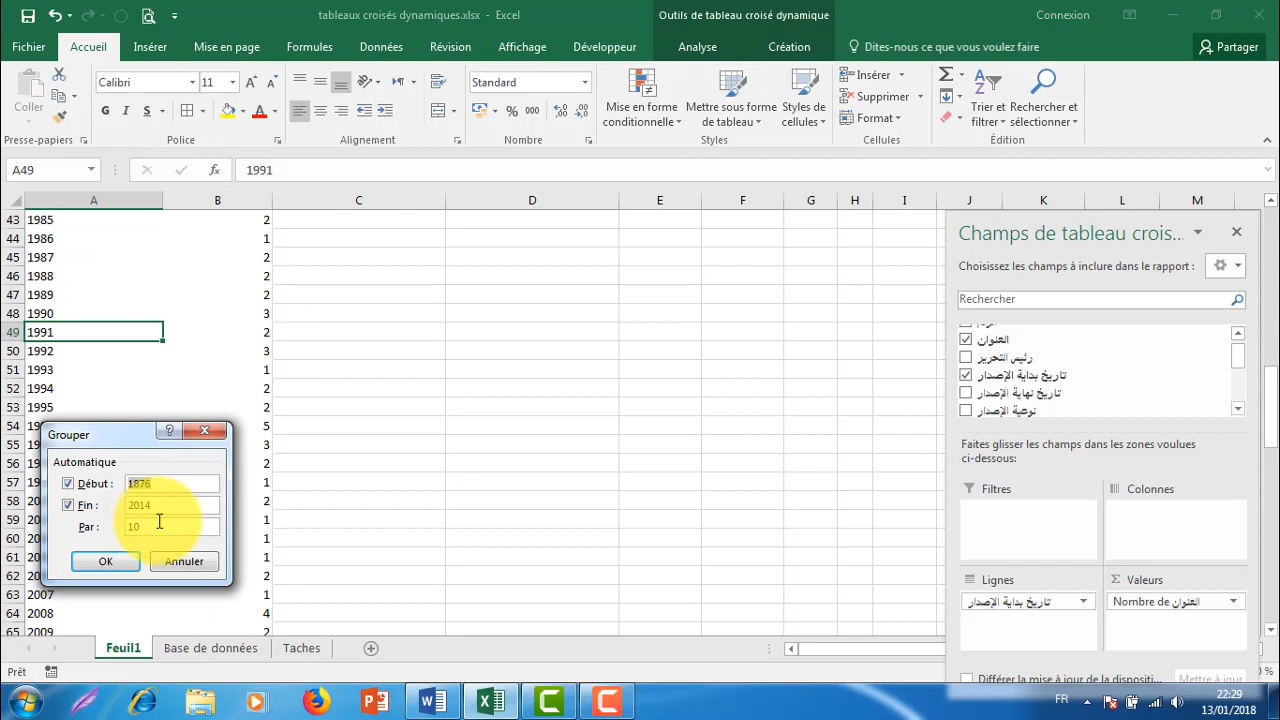 tableaux croisés dynamiques.xlsx - Excel
Outils de tableau croisé dynamique
Connexion
Fichier
Accueil
Insérer
Mise en page
Formules
Données
Révision
Affichage
Développeur
Analyse
Création
Dites-nous ce que vous voulez faire
Partager
Coller
Calibri
11
G I S
Standard
% 000
Mise en forme conditionnelle
Mettre sous forme de tableau
Styles de cellules
Insérer
Supprimer
Format
Trier et filtrer
Rechercher et sélectionner
Presse-papiers
Police
Alignement
Nombre
Styles
Cellules
Édition
A49
fx
1991
A B C D E F G H I J K L M
43 1985 2
44 1986 1
45 1987 2
46 1988 2
47 1989 2
48 1990 3
49 1991 2
50 1992 3
51 1993 1
52 1994 2
53 1995 2
54 19 5
55 19 3
56 19 2
57 19 1
58 20 2
59 20 1
60 20 1
61 20 1
62 20 2
63 2007 1
64 2008 4
65 2009 2
Grouper
Automatique
Début : 1876
Fin : 2014
Par : 10
OK
Annuler
Champs de tableau crois...
Choisissez les champs à inclure dans le rapport :
Rechercher
العنوان
رئيس التحرير
تاريخ بداية الإصدار
تاريخ نهاية الإصدار
نوعية الإصدار
Faites glisser les champs dans les zones voulues ci-dessous:
Filtres
Colonnes
Lignes
Σ Valeurs
تاريخ بداية الإصدار
Nombre de العنوان
Différer la mise à jour de la dispositi...
Mettre à jour
Feuil1
Base de données
Taches
Prêt
%
FR
22:29
13/01/2018